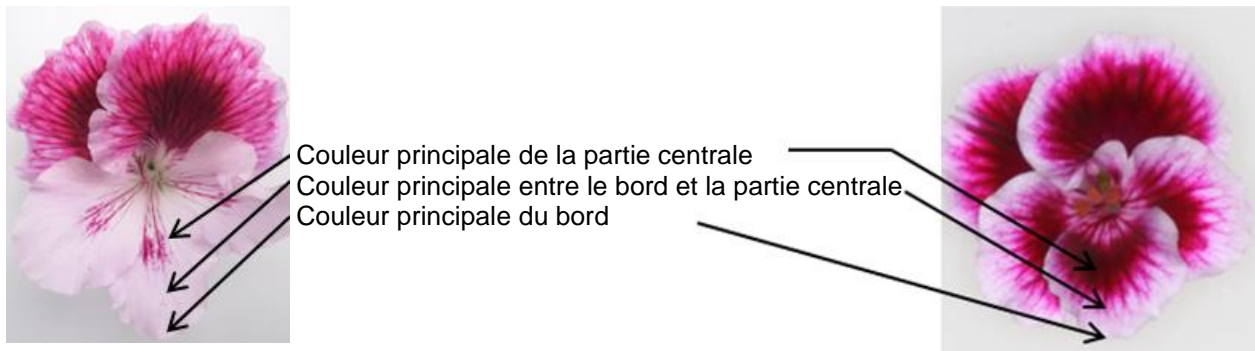 Couleur principale de la partie centrale
Couleur principale entre le bord et la partie centrale
Couleur principale du bord